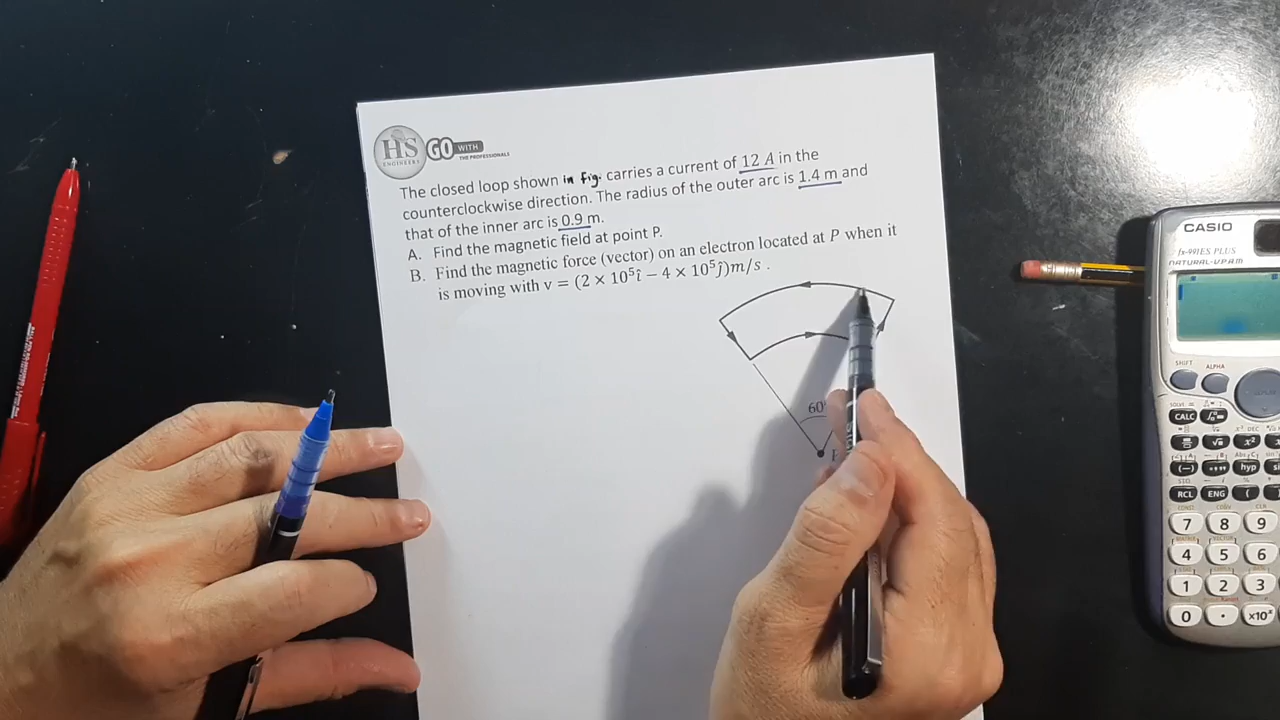 HS
ENGINEERS
GO WITH
THE PROFESSIONALS
The closed loop shown in fig. carries a current of 12 A in the
counterclockwise direction. The radius of the outer arc is 1.4 m and
that of the inner arc is 0.9 m.
A. Find the magnetic field at point P.
B. Find the magnetic force (vector) on an electron located at P when it
is moving with v = (2 × 10⁵î − 4 × 10⁵ĵ)m/s .
60°
P
CASIO
fx-991ES PLUS
NATURAL-V.P.A.M.
SHIFT ALPHA
CALC
(−) hyp
RCL ENG (
7 8 9
4 5 6
1 2 3
0 . ×10ˣ